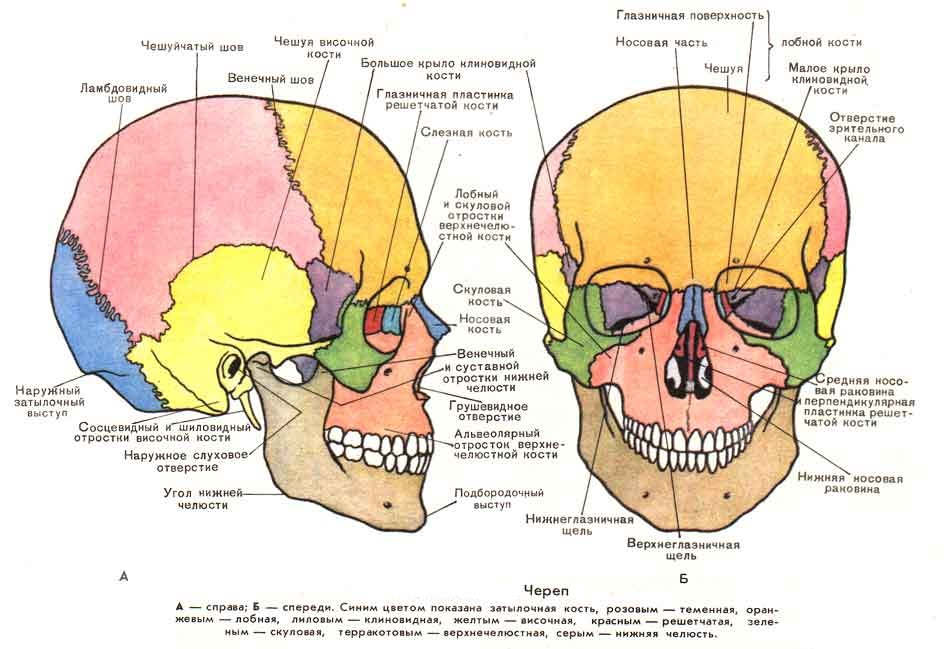 Глазничная поверхность
Носовая часть
лобной кости
Чешуя
Чешуйчатый шов
Чешуя височной
кости
Ламбдовидный
шов
Венечный шов
Большое крыло клиновидной
кости
Глазничная пластинка
решетчатой кости
Слезная кость
Малое крыло
клиновидной
кости
Отверстие
зрительного
канала
Лобный
и скуловой
отростки
верхнечелю-
стной кости
Скуловая
кость
Носовая
кость
Венечный
и суставной
отростки нижней
челюсти
Грушевидное
отверстие
Альвеолярный
отросток верхне-
челюстной кости
Подбородочный
выступ
Наружный
затылочный
выступ
Сосцевидный и шиловидный
отростки височной кости
Наружное слуховое
отверстие
Угол нижней
челюсти
Средняя носо-
вая раковина
и перпендикулярная
пластинка решет-
чатой кости
Нижняя носовая
раковина
Нижнеглазничная
щель
Верхнеглазничная
щель
А
Б
Череп
А — справа; Б — спереди. Синим цветом показана затылочная кость, розовым — теменная, оран-
жевым — лобная, лиловым — клиновидная, желтым — височная, красным — решетчатая, зеле-
ным — скуловая, терракотовым — верхнечелюстная, серым — нижняя челюсть.